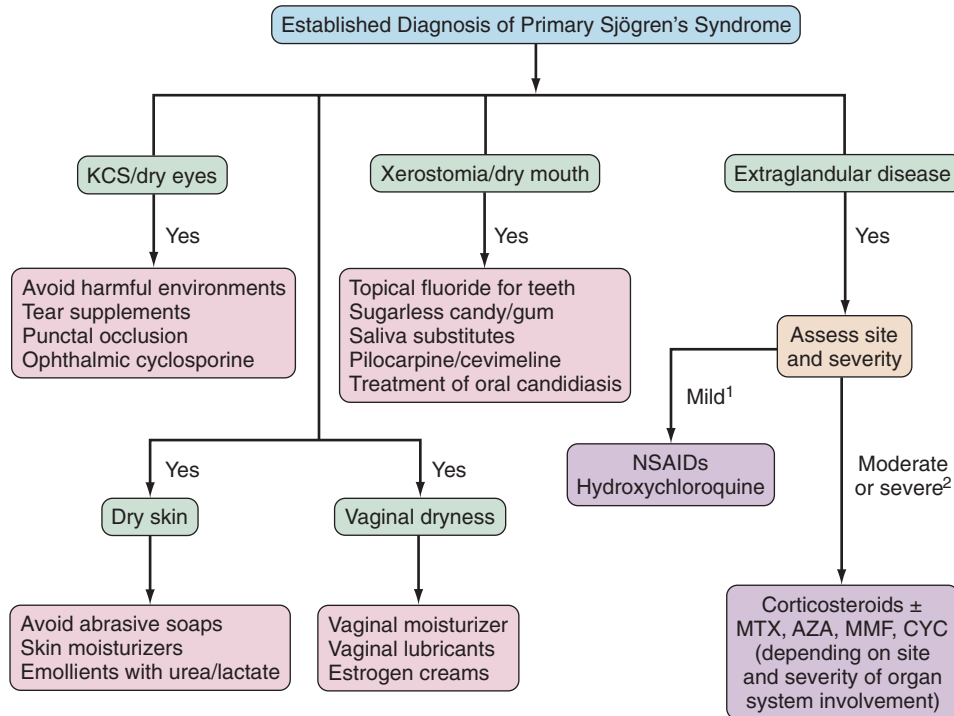 Established Diagnosis of Primary Sjögren's Syndrome
KCS/dry eyes
Yes
Avoid harmful environments
Tear supplements
Punctal occlusion
Ophthalmic cyclosporine
Xerostomia/dry mouth
Yes
Topical fluoride for teeth
Sugarless candy/gum
Saliva substitutes
Pilocarpine/cevimeline
Treatment of oral candidiasis
Extraglandular disease
Yes
Assess site
and severity
Mild¹
NSAIDs
Hydroxychloroquine
Moderate
or severe²
Corticosteroids ±
MTX, AZA, MMF, CYC
(depending on site
and severity of organ
system involvement)
Yes
Dry skin
Avoid abrasive soaps
Skin moisturizers
Emollients with urea/lactate
Yes
Vaginal dryness
Vaginal moisturizer
Vaginal lubricants
Estrogen creams